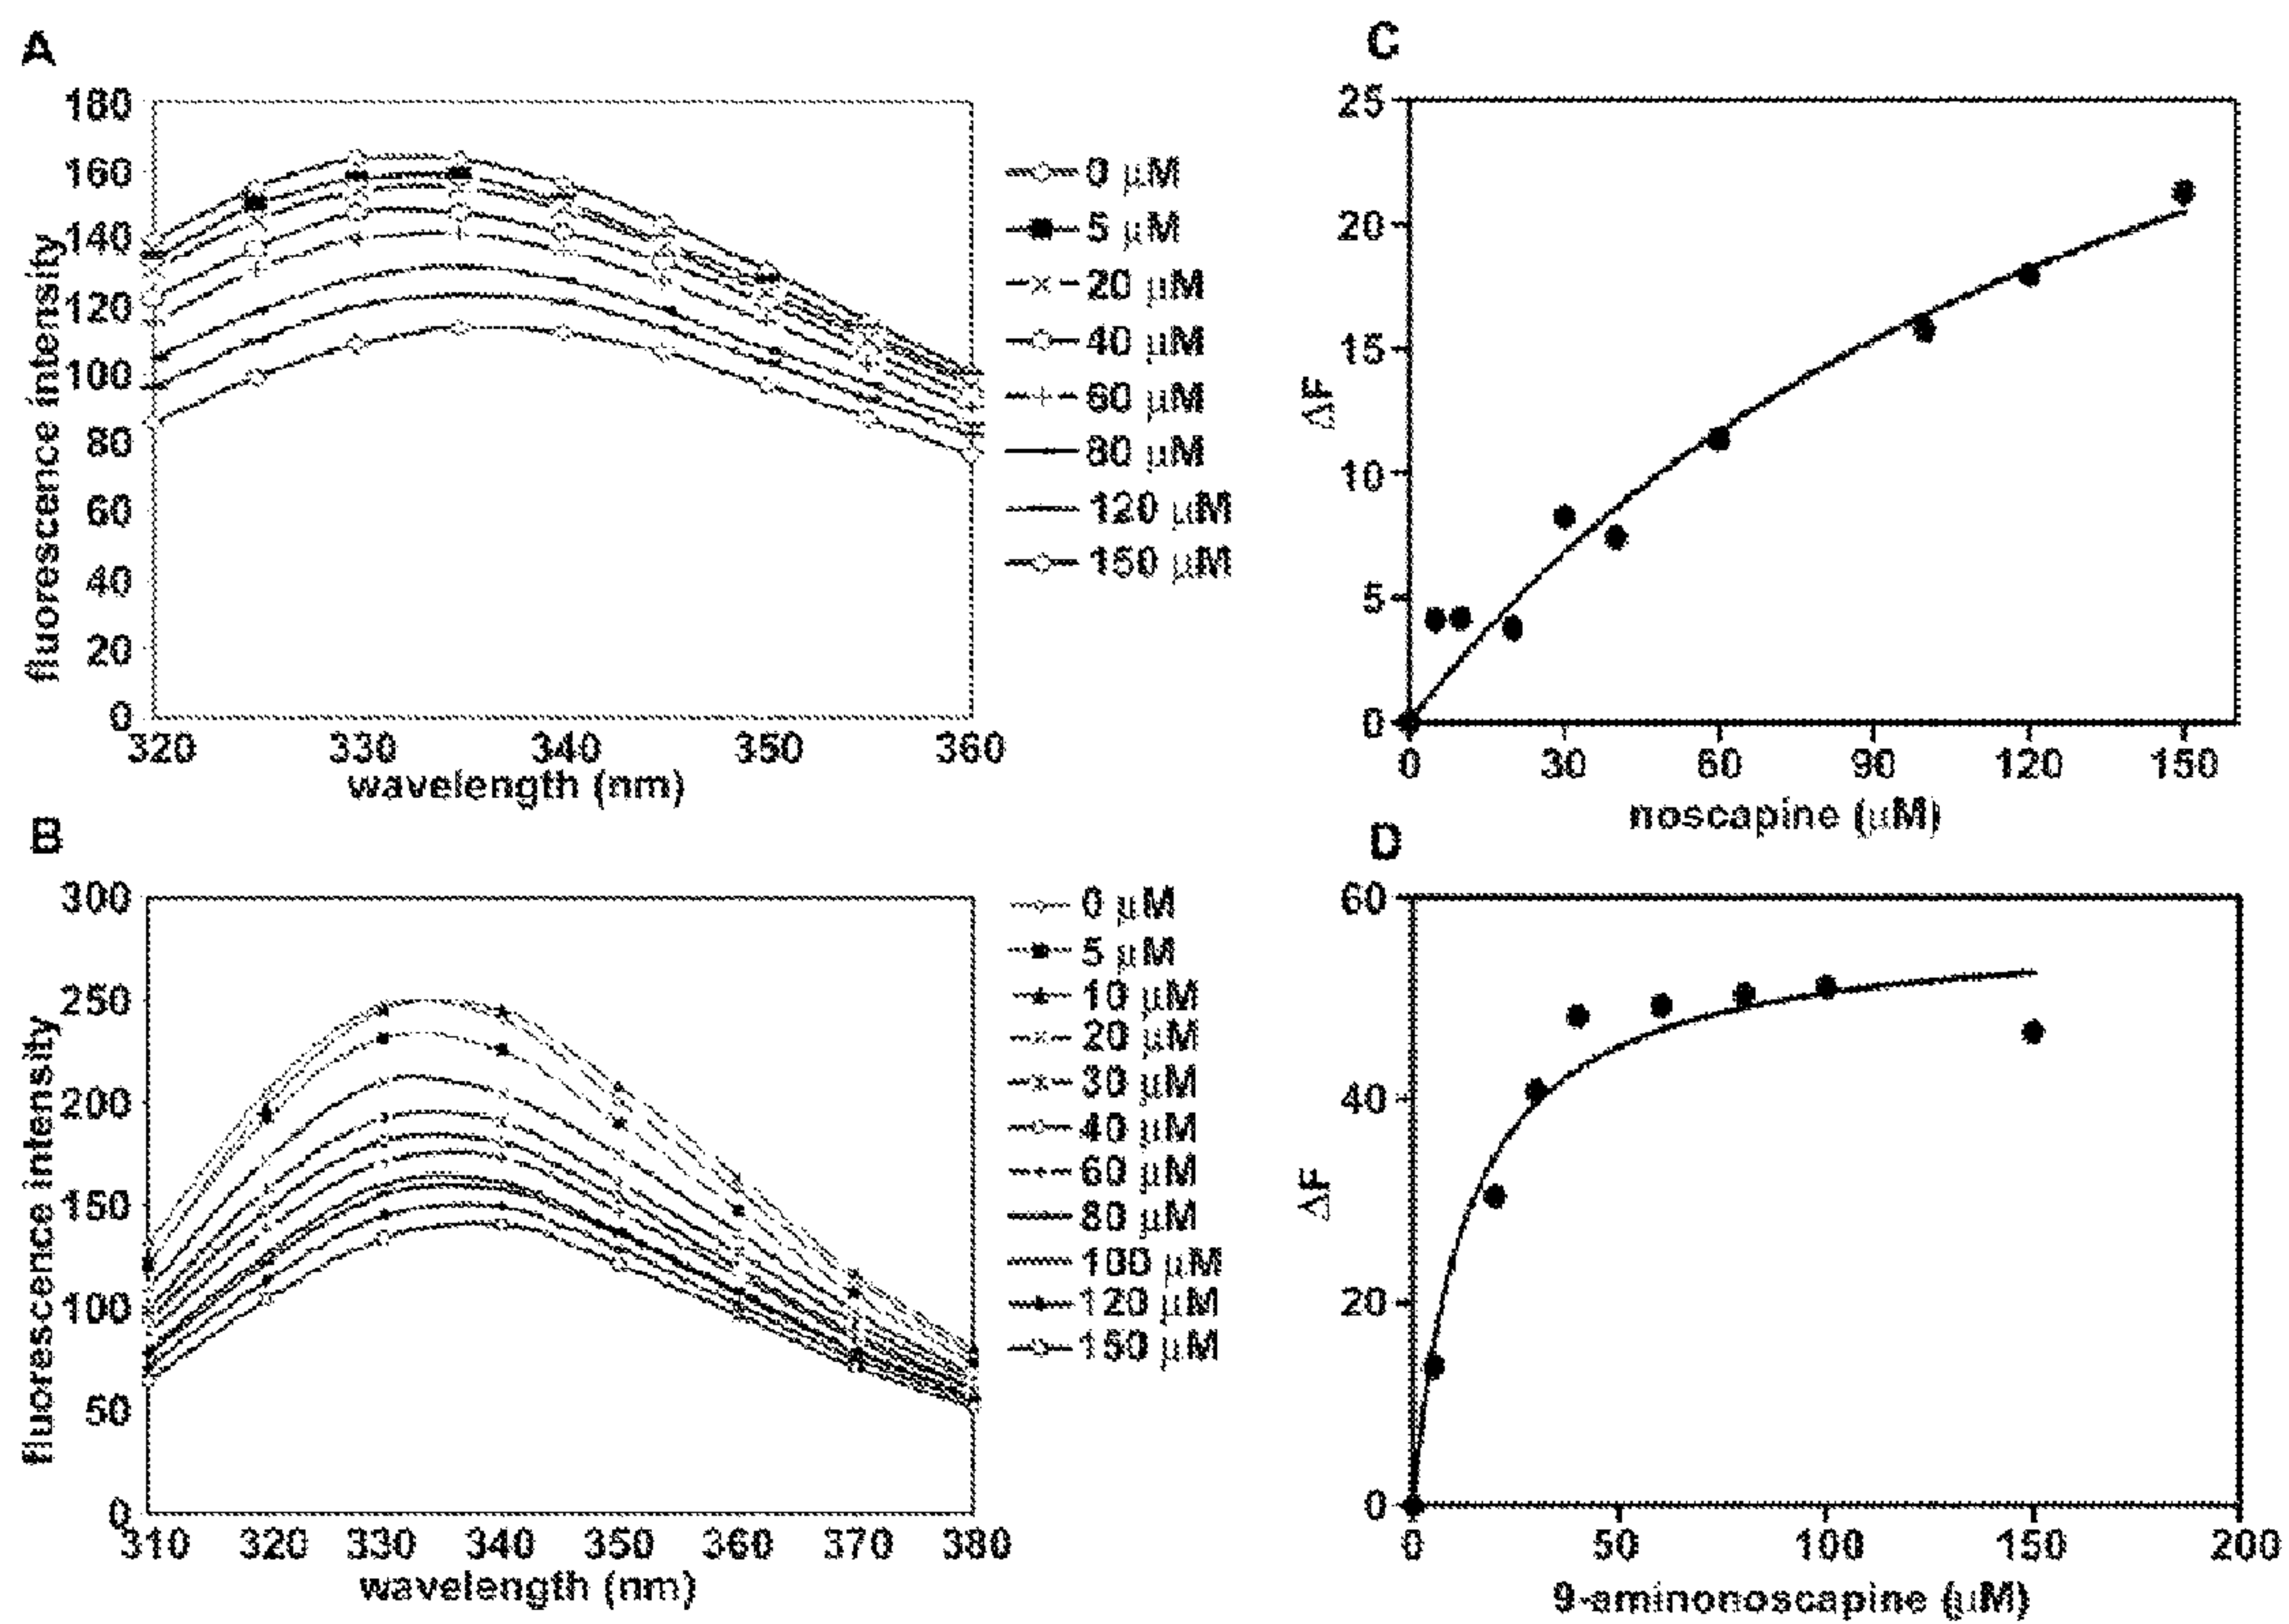 A
fluorescence intensity
180
160
140
120
100
80
60
40
20
0
320
330
340
350
360
wavelength (nm)
0 μM
5 μM
20 μM
40 μM
60 μM
80 μM
120 μM
150 μM
B
fluorescence intensity
300
250
200
150
100
50
0
310
320
330
340
350
360
370
380
wavelength (nm)
0 μM
5 μM
10 μM
20 μM
30 μM
40 μM
60 μM
80 μM
100 μM
120 μM
150 μM
C
ΔF
25
20
15
10
5
0
0
30
60
90
120
150
noscapine (μM)
D
ΔF
60
40
20
0
0
50
100
150
200
9-aminonoscapine (μM)